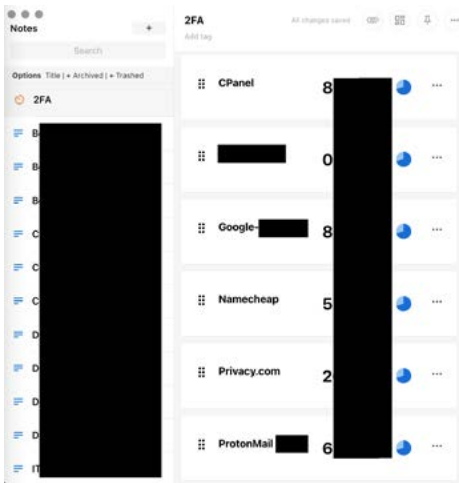 Notes
+
Search
Options Title | + Archived | + Trashed
2FA
B
B
B
C
C
C
D
D
D
D
IT
2FA
All changes saved
Add tag
CPanel 8
0
Google- 8
Namecheap 5
Privacy.com 2
ProtonMail 6